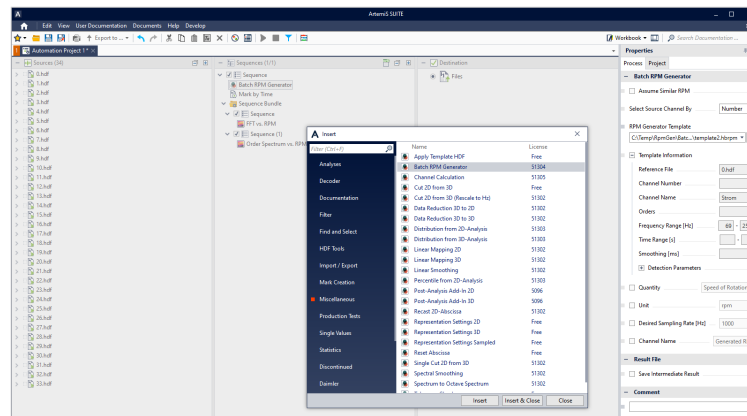 ArtemiS SUITE
Edit View User Documentation Documents Help Develop
Export to ...
Workbook
Search Documentation ...
1 Automation Project 1* ×
Sources (34)
Sequences (1/1)
Destination
0.hdf
1.hdf
2.hdf
3.hdf
4.hdf
5.hdf
6.hdf
7.hdf
8.hdf
9.hdf
10.hdf
11.hdf
12.hdf
13.hdf
14.hdf
15.hdf
16.hdf
17.hdf
18.hdf
19.hdf
20.hdf
21.hdf
22.hdf
23.hdf
24.hdf
25.hdf
26.hdf
27.hdf
28.hdf
29.hdf
30.hdf
31.hdf
32.hdf
33.hdf
Sequence
Batch RPM Generator
Mark by Time
Sequence Bundle
Sequence
FFT vs. RPM
Sequence (1)
Order Spectrum vs. RPM
Files
Insert
Filter (Ctrl+F)
Analyses
Decoder
Documentation
Filter
Find and Select
HDF Tools
Import / Export
Mark Creation
Miscellaneous
Production Tests
Single Values
Statistics
Discontinued
Daimler
Name License
Apply Template HDF Free
Batch RPM Generator 51304
Channel Calculation 51305
Cut 2D from 3D Free
Cut 2D from 3D (Rescale to Hz) 51302
Data Reduction 3D to 2D 51302
Data Reduction 3D to 3D 51302
Distribution from 2D-Analysis 51303
Distribution from 3D-Analysis 51303
Linear Mapping 2D 51302
Linear Mapping 3D 51302
Linear Smoothing 51302
Percentile from 2D-Analysis 51303
Post-Analysis Add-In 2D 5096
Post-Analysis Add-In 3D 5096
Recast 2D-Abscissa 51302
Representation Settings 2D Free
Representation Settings 3D Free
Representation Settings Sampled Free
Reset Abscissa Free
Single Cut 2D from 3D 51302
Spectral Smoothing 51302
Spectrum to Octave Spectrum 51302
Insert Insert & Close Close
Properties
Process Project
Batch RPM Generator
Assume Similar RPM
Select Source Channel By Number
RPM Generator Template
C:\Temp\RpmGen\Batc...\template2.hbrpm
Template Information
Reference File 0.hdf
Channel Number
Channel Name Strom
Orders
Frequency Range [Hz] 69 - 25
Time Range [s] -
Smoothing [ms]
Detection Parameters
Quantity Speed of Rotation
Unit rpm
Desired Sampling Rate [Hz] 1000
Channel Name Generated R
Result File
Save Intermediate Result
Comment